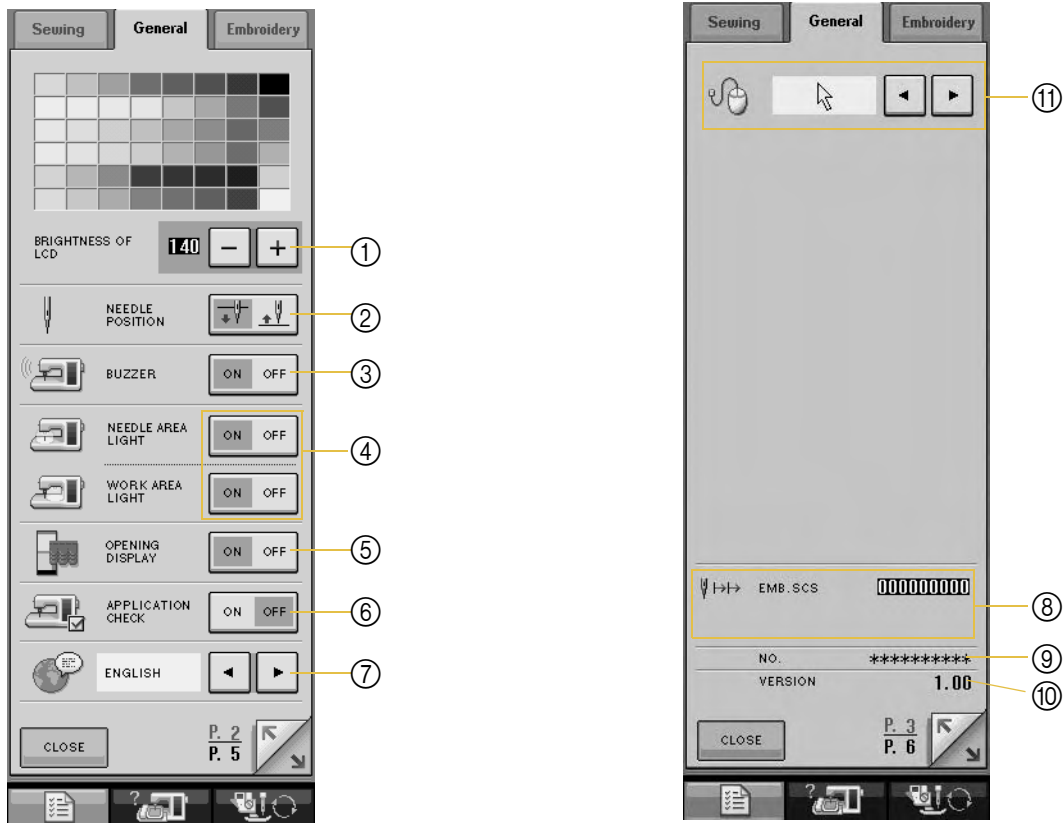 Sewing General Embroidery
BRIGHTNESS OF
LCD
140 − +
①
NEEDLE
POSITION
②
BUZZER ON OFF
③
NEEDLE AREA
LIGHT
ON OFF
④
WORK AREA
LIGHT
ON OFF
OPENING
DISPLAY
ON OFF
⑤
APPLICATION
CHECK
ON OFF
⑥
ENGLISH
⑦
CLOSE
P. 2
P. 5
?
Sewing General Embroidery
⑪
EMB.SCS 000000000
⑧
NO. **********
⑨
VERSION 1.06
⑩
CLOSE
P. 3
P. 6
?